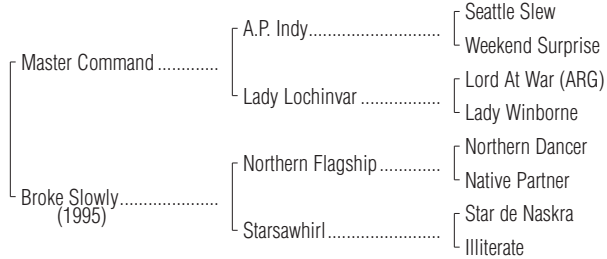 Seattle Slew
A.P. Indy..............................
Weekend Surprise
Master Command .............
Lord At War (ARG)
Lady Lochinvar ..................
Lady Winborne
Northern Dancer
Northern Flagship..............
Native Partner
Broke Slowly.....................
(1995)
Star de Naskra
Starsawhirl .........................
Illiterate